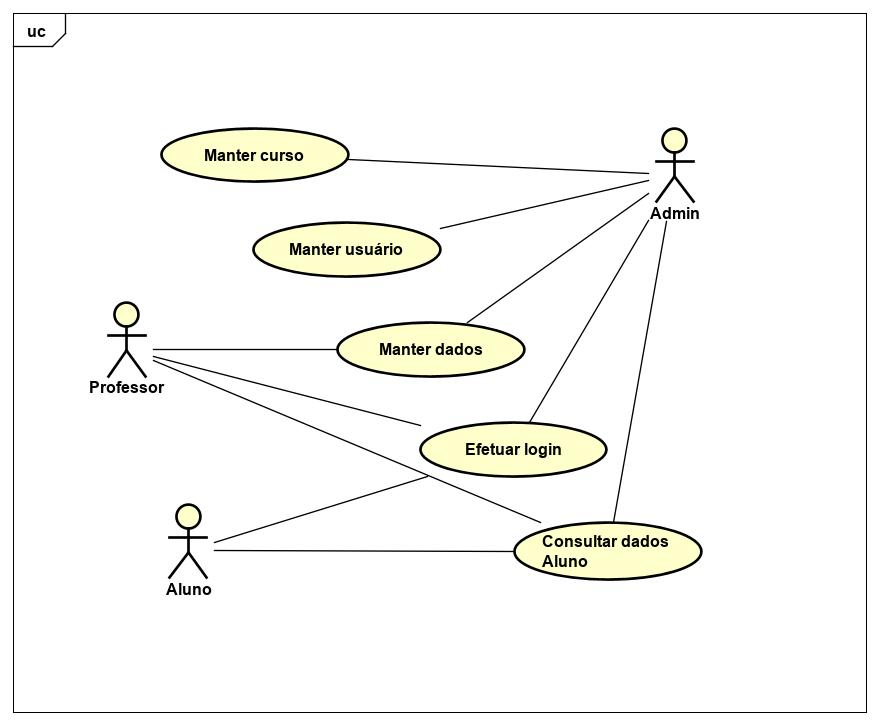 uc
Manter curso
Admin
Manter usuário
Manter dados
Professor
Efetuar login
Consultar dados
Aluno
Aluno